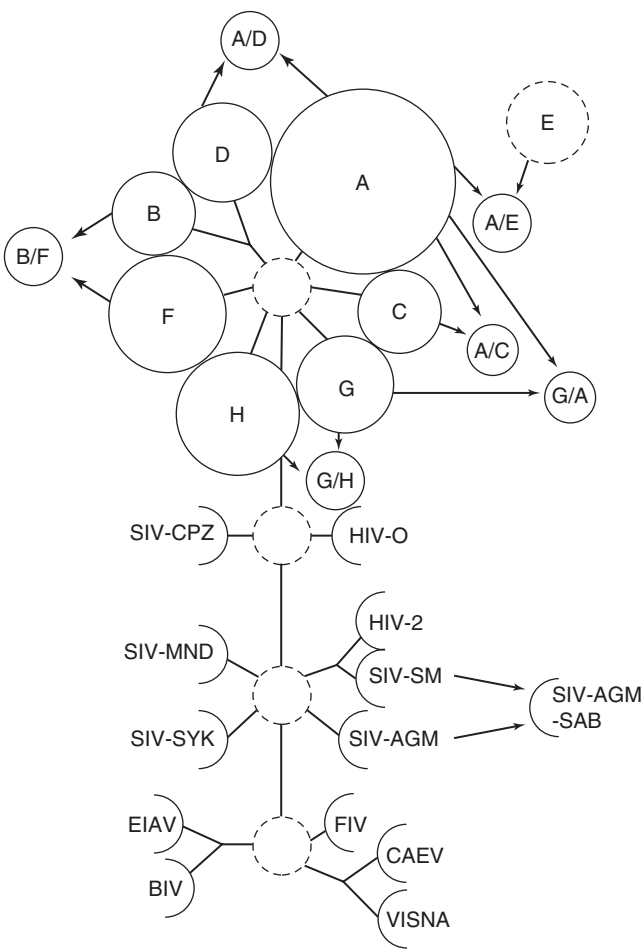 A/D
E
D
A
B
A/E
B/F
F
C
A/C
G
G/A
H
G/H
SIV-CPZ
HIV-O
HIV-2
SIV-MND
SIV-SM
SIV-AGM
-SAB
SIV-SYK
SIV-AGM
EIAV
FIV
CAEV
BIV
VISNA